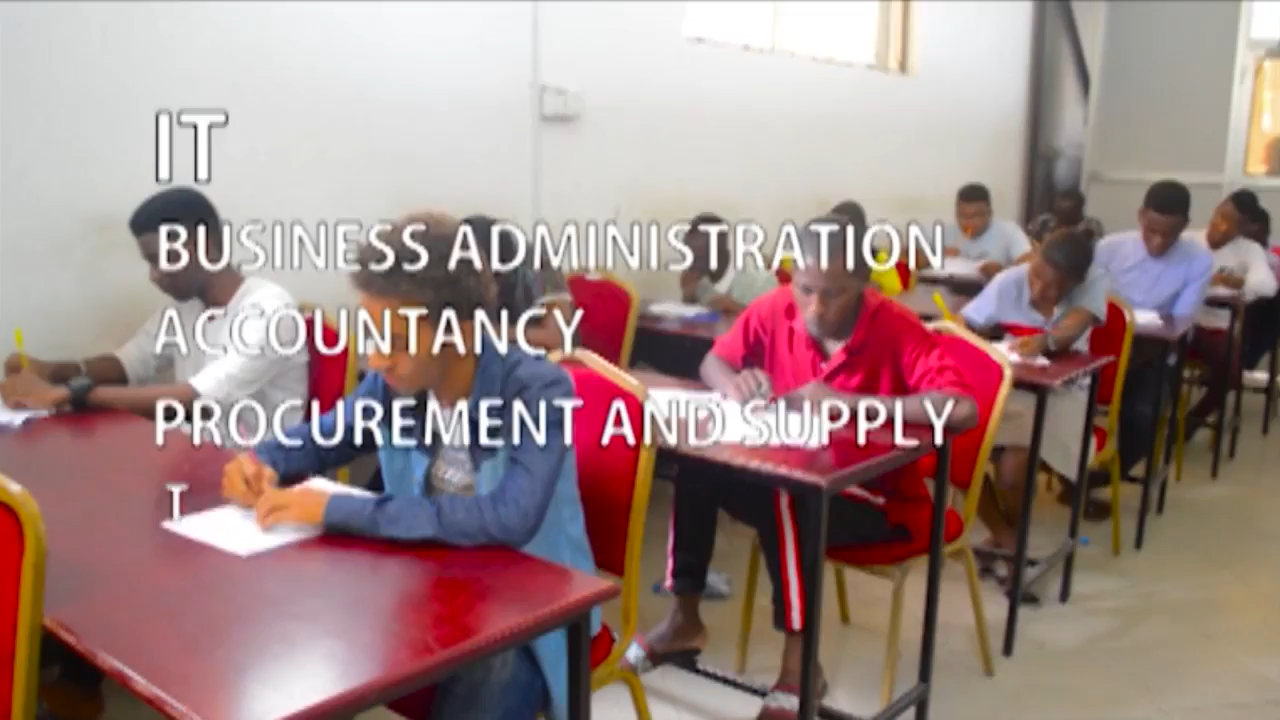 IT
BUSINESS ADMINISTRATION
ACCOUNTANCY
PROCUREMENT AND SUPPLY
T